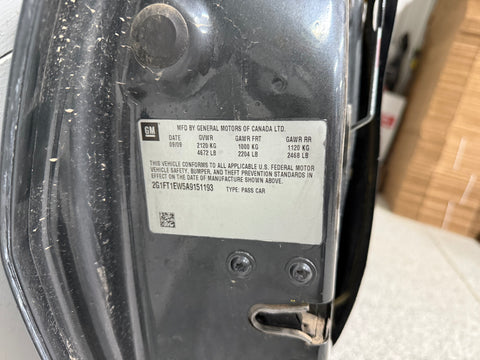 GM MFD BY GENERAL MOTORS OF CANADA LTD.
DATE GVWR GAWR FRT GAWR RR
09/09 2120 KG 1000 KG 1120 KG
4672 LB 2204 LB 2468 LB
THIS VEHICLE CONFORMS TO ALL APPLICABLE U.S. FEDERAL MOTOR
VEHICLE SAFETY, BUMPER, AND THEFT PREVENTION STANDARDS IN
EFFECT ON THE DATE OF MANUFACTURE SHOWN ABOVE.
2G1FT1EW5A9151193 TYPE: PASS CAR